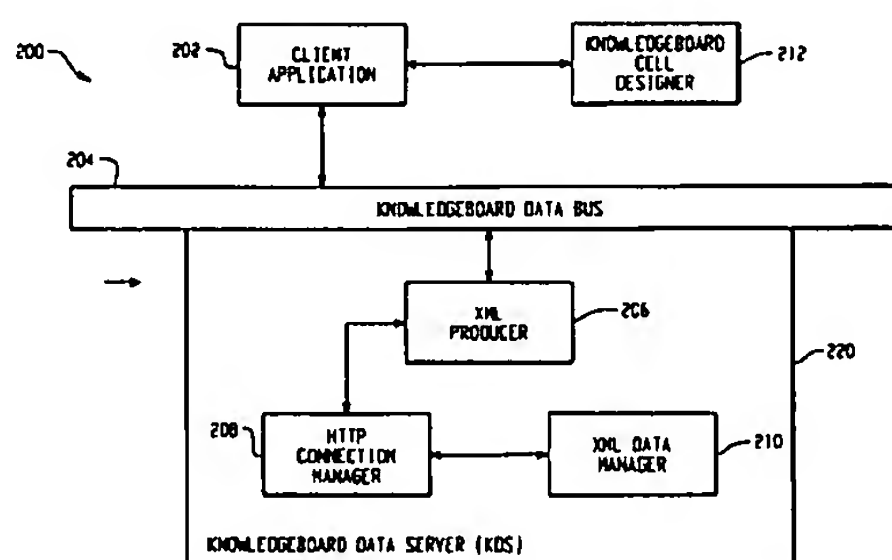 200
202
CLIENT
APPLICATION
KNOWLEDGEBOARD
CELL
DESIGNER
212
204
KNOWLEDGEBOARD DATA BUS
XML
PRODUCER
206
220
208
HTTP
CONNECTION
MANAGER
XML DATA
MANAGER
210
KNOWLEDGEBOARD DATA SERVER (KDS)